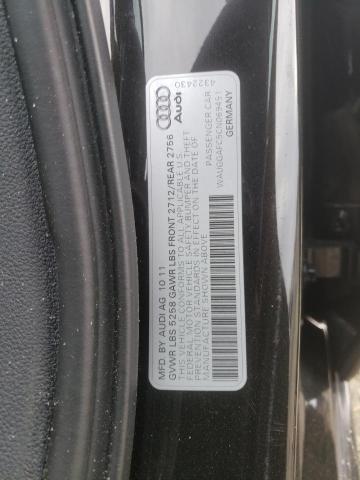 4322430
Audi
MFD. BY AUDI AG 10 11
GVWR LBS 5258 GAWR LBS FRONT 2712/REAR 2756
THIS VEHICLE CONFORMS TO ALL APPLICABLE U.S.
FEDERAL MOTOR VEHICLE SAFETY BUMPER AND THEFT
PREVENTION STANDARDS IN EFFECT ON THE DATE OF
MANUFACTURE SHOWN ABOVE
PASSENGER CAR
WAUGGAFC5CN069451
GERMANY